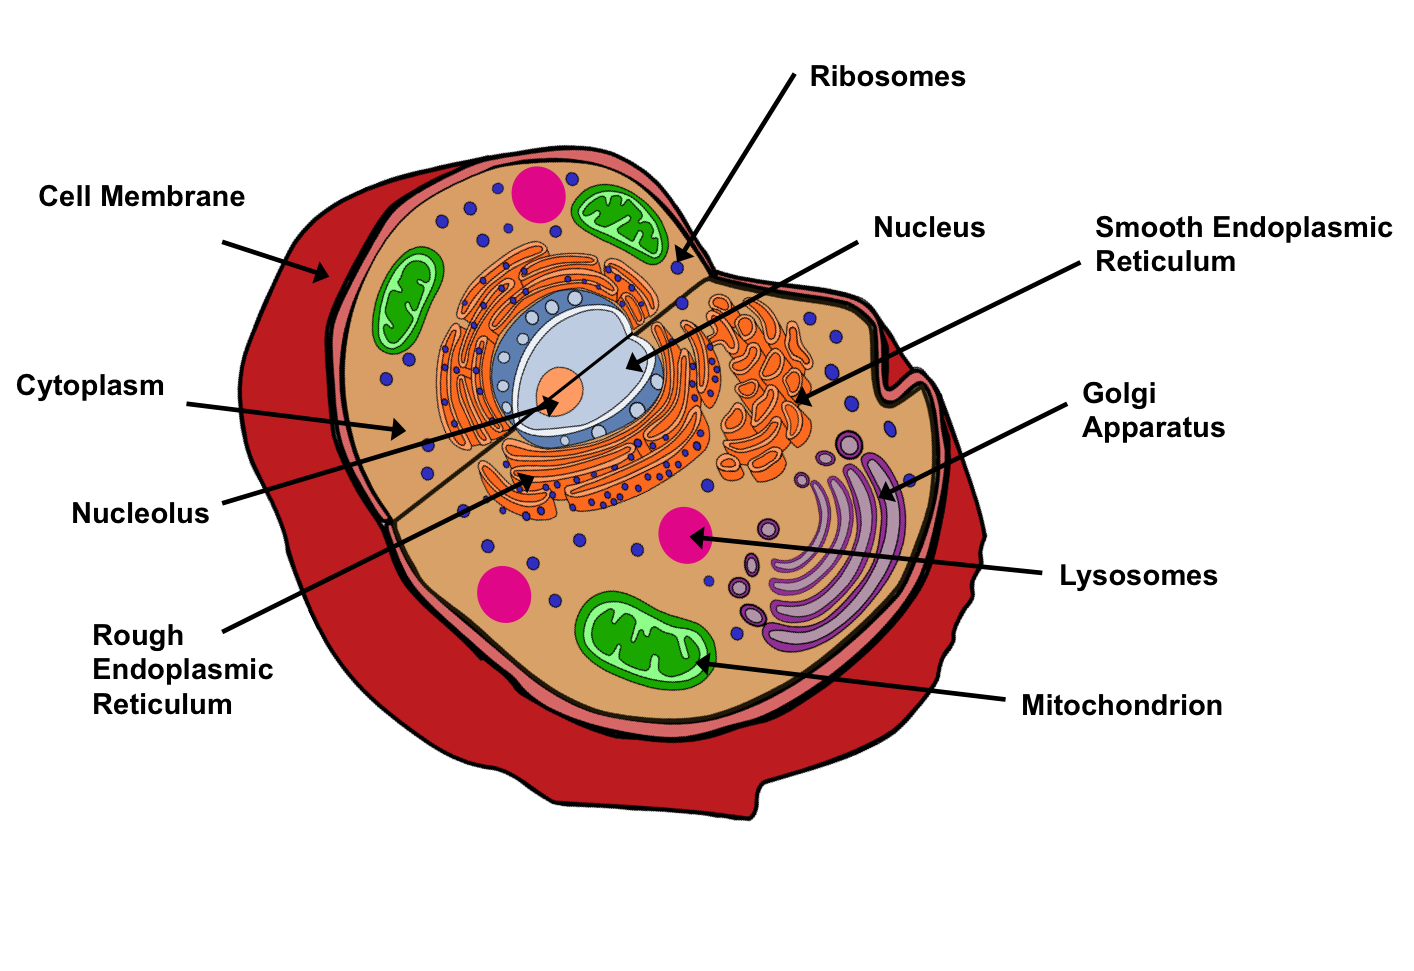 Ribosomes
Cell Membrane
Nucleus
Smooth Endoplasmic
Reticulum
Cytoplasm
Golgi
Apparatus
Nucleolus
Lysosomes
Rough
Endoplasmic
Reticulum
Mitochondrion